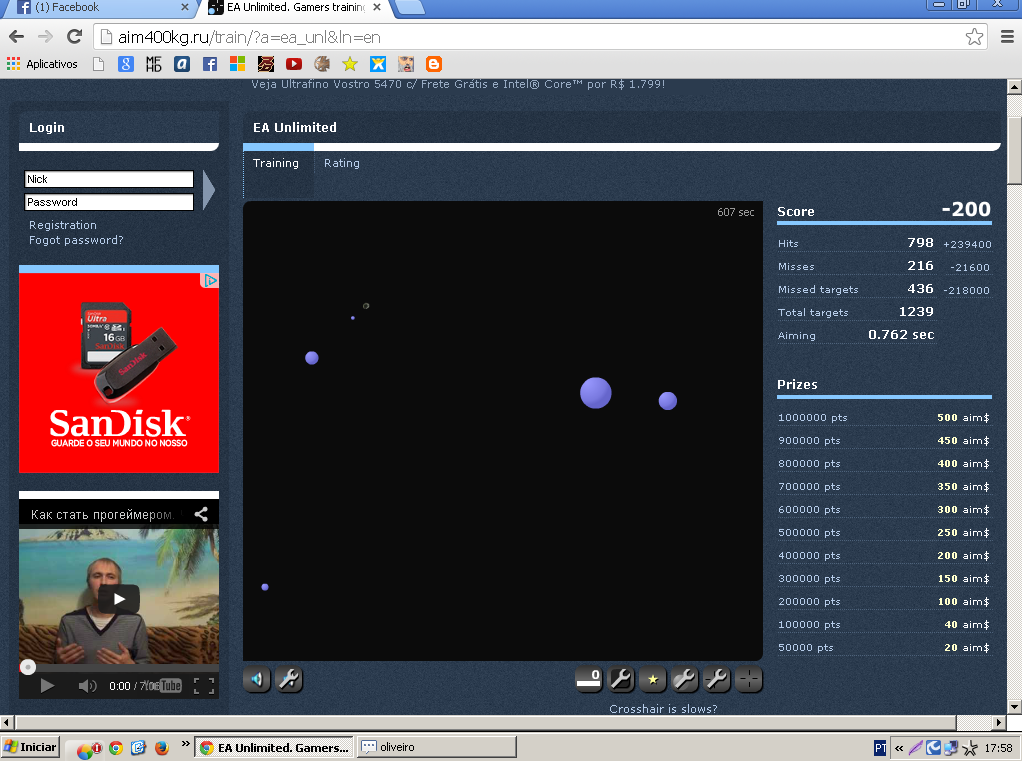 (1) Facebook
EA Unlimited. Gamers training
aim400kg.ru/train/?a=ea_unl&ln=en
Aplicativos
Veja Ultrafino Vostro 5470 c/ Frete Grátis e Intel® Core™ por R$ 1.799!
Login
Nick
Password
Registration
Fogot password?
SanDisk
Ultra
16GB
SanDisk
SanDisk
SanDisk
GUARDE O SEU MUNDO NO NOSSO
Как стать прогеймером.
0:00
YouTube
EA Unlimited
Training Rating
607 sec
0
Crosshair is slows?
Score -200
Hits 798 +239400
Misses 216 -21600
Missed targets 436 -218000
Total targets 1239
Aiming 0.762 sec
Prizes
1000000 pts 500 aim$
900000 pts 450 aim$
800000 pts 400 aim$
700000 pts 350 aim$
600000 pts 300 aim$
500000 pts 250 aim$
400000 pts 200 aim$
300000 pts 150 aim$
200000 pts 100 aim$
100000 pts 40 aim$
50000 pts 20 aim$
Iniciar
EA Unlimited. Gamers...
oliveiro
PT
17:58